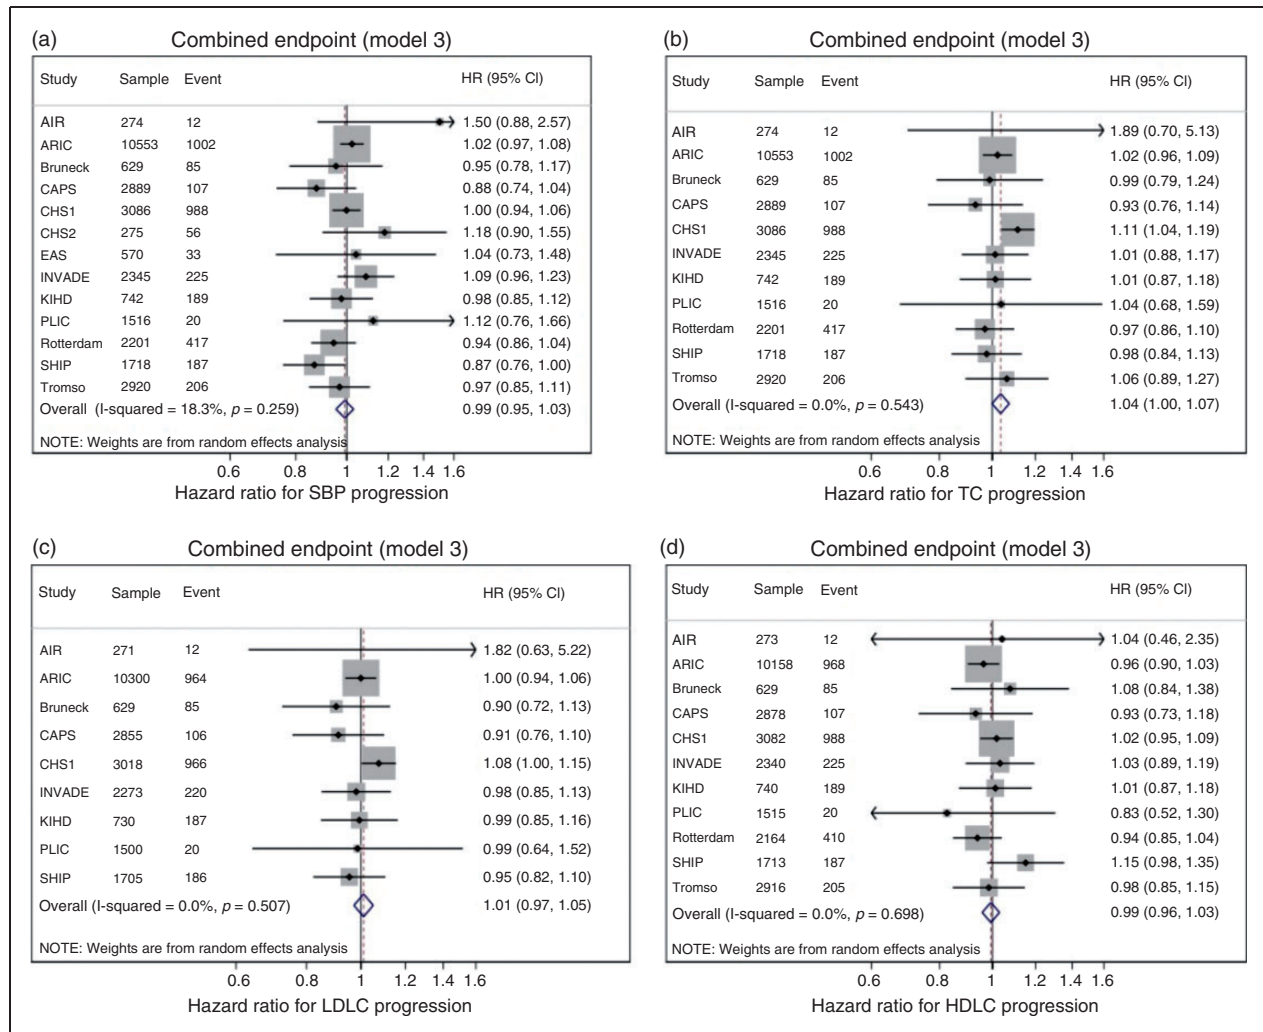 (a) Combined endpoint (model 3)
Study Sample Event HR (95% CI)
AIR 274 12 1.50 (0.88, 2.57)
ARIC 10553 1002 1.02 (0.97, 1.08)
Bruneck 629 85 0.95 (0.78, 1.17)
CAPS 2889 107 0.88 (0.74, 1.04)
CHS1 3086 988 1.00 (0.94, 1.06)
CHS2 275 56 1.18 (0.90, 1.55)
EAS 570 33 1.04 (0.73, 1.48)
INVADE 2345 225 1.09 (0.96, 1.23)
KIHD 742 189 0.98 (0.85, 1.12)
PLIC 1516 20 1.12 (0.76, 1.66)
Rotterdam 2201 417 0.94 (0.86, 1.04)
SHIP 1718 187 0.87 (0.76, 1.00)
Tromso 2920 206 0.97 (0.85, 1.11)
Overall (I-squared = 18.3%, p = 0.259) 0.99 (0.95, 1.03)
NOTE: Weights are from random effects analysis
0.6 0.8 1 1.2 1.4 1.6
Hazard ratio for SBP progression
(b) Combined endpoint (model 3)
Study Sample Event HR (95% CI)
AIR 274 12 1.89 (0.70, 5.13)
ARIC 10553 1002 1.02 (0.96, 1.09)
Bruneck 629 85 0.99 (0.79, 1.24)
CAPS 2889 107 0.93 (0.76, 1.14)
CHS1 3086 988 1.11 (1.04, 1.19)
INVADE 2345 225 1.01 (0.88, 1.17)
KIHD 742 189 1.01 (0.87, 1.18)
PLIC 1516 20 1.04 (0.68, 1.59)
Rotterdam 2201 417 0.97 (0.86, 1.10)
SHIP 1718 187 0.98 (0.84, 1.13)
Tromso 2920 206 1.06 (0.89, 1.27)
Overall (I-squared = 0.0%, p = 0.543) 1.04 (1.00, 1.07)
NOTE: Weights are from random effects analysis
0.6 0.8 1 1.2 1.4 1.6
Hazard ratio for TC progression
(c) Combined endpoint (model 3)
Study Sample Event HR (95% CI)
AIR 271 12 1.82 (0.63, 5.22)
ARIC 10300 964 1.00 (0.94, 1.06)
Bruneck 629 85 0.90 (0.72, 1.13)
CAPS 2855 106 0.91 (0.76, 1.10)
CHS1 3018 966 1.08 (1.00, 1.15)
INVADE 2273 220 0.98 (0.85, 1.13)
KIHD 730 187 0.99 (0.85, 1.16)
PLIC 1500 20 0.99 (0.64, 1.52)
SHIP 1705 186 0.95 (0.82, 1.10)
Overall (I-squared = 0.0%, p = 0.507) 1.01 (0.97, 1.05)
NOTE: Weights are from random effects analysis
0.6 0.8 1 1.2 1.4 1.6
Hazard ratio for LDLC progression
(d) Combined endpoint (model 3)
Study Sample Event HR (95% CI)
AIR 273 12 1.04 (0.46, 2.35)
ARIC 10158 968 0.96 (0.90, 1.03)
Bruneck 629 85 1.08 (0.84, 1.38)
CAPS 2878 107 0.93 (0.73, 1.18)
CHS1 3082 988 1.02 (0.95, 1.09)
INVADE 2340 225 1.03 (0.89, 1.19)
KIHD 740 189 1.01 (0.87, 1.18)
PLIC 1515 20 0.83 (0.52, 1.30)
Rotterdam 2164 410 0.94 (0.85, 1.04)
SHIP 1713 187 1.15 (0.98, 1.35)
Tromso 2916 205 0.98 (0.85, 1.15)
Overall (I-squared = 0.0%, p = 0.698) 0.99 (0.96, 1.03)
NOTE: Weights are from random effects analysis
0.6 0.8 1 1.2 1.4 1.6
Hazard ratio for HDLC progression